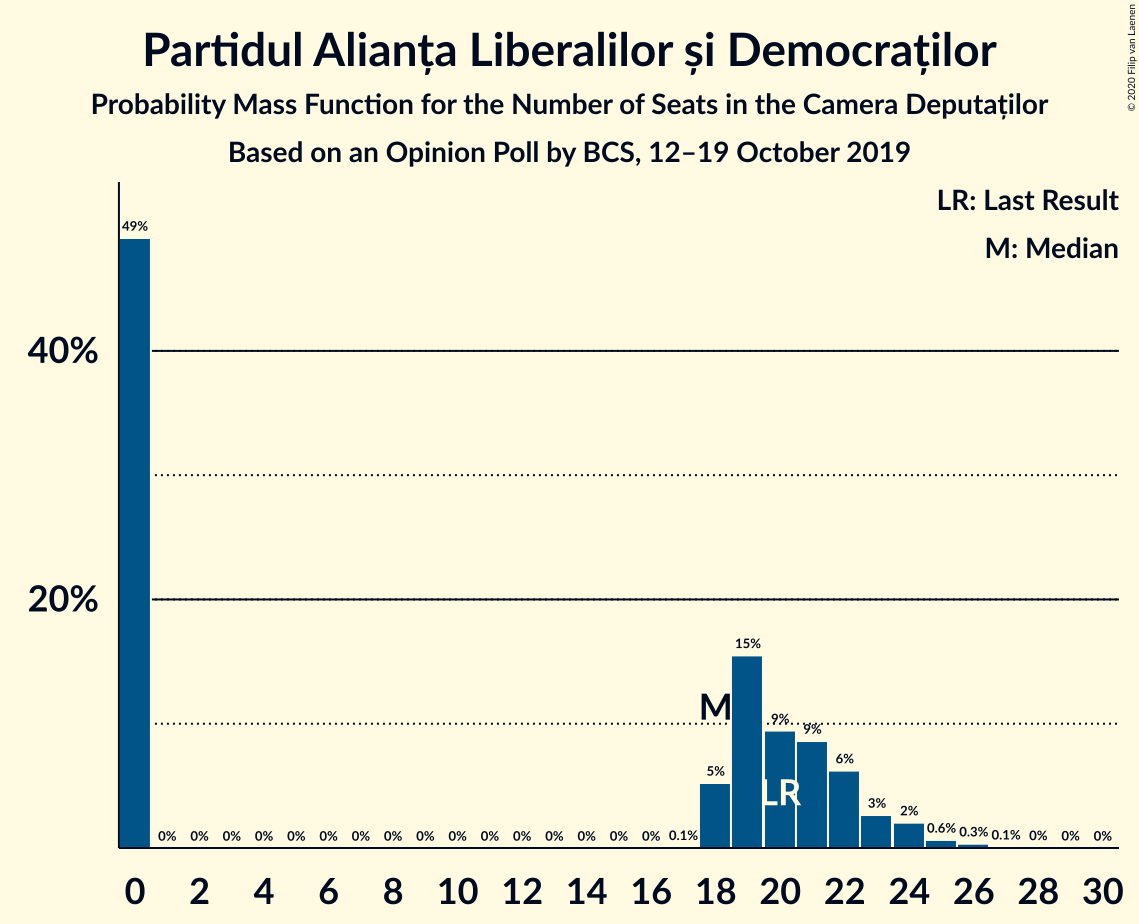 Partidul Alianța Liberalilor și Democraților
Probability Mass Function for the Number of Seats in the Camera Deputaților
Based on an Opinion Poll by BCS, 12–19 October 2019
© 2020 Filip van Laenen
LR: Last Result
M: Median
49%
40%
20%
15%
M
9%
9%
LR
6%
5%
3%
2%
0% 0% 0% 0% 0% 0% 0% 0% 0% 0% 0% 0% 0% 0% 0% 0% 0.1% 0.6% 0.3% 0.1% 0% 0% 0%
0 2 4 6 8 10 12 14 16 18 20 22 24 26 28 30